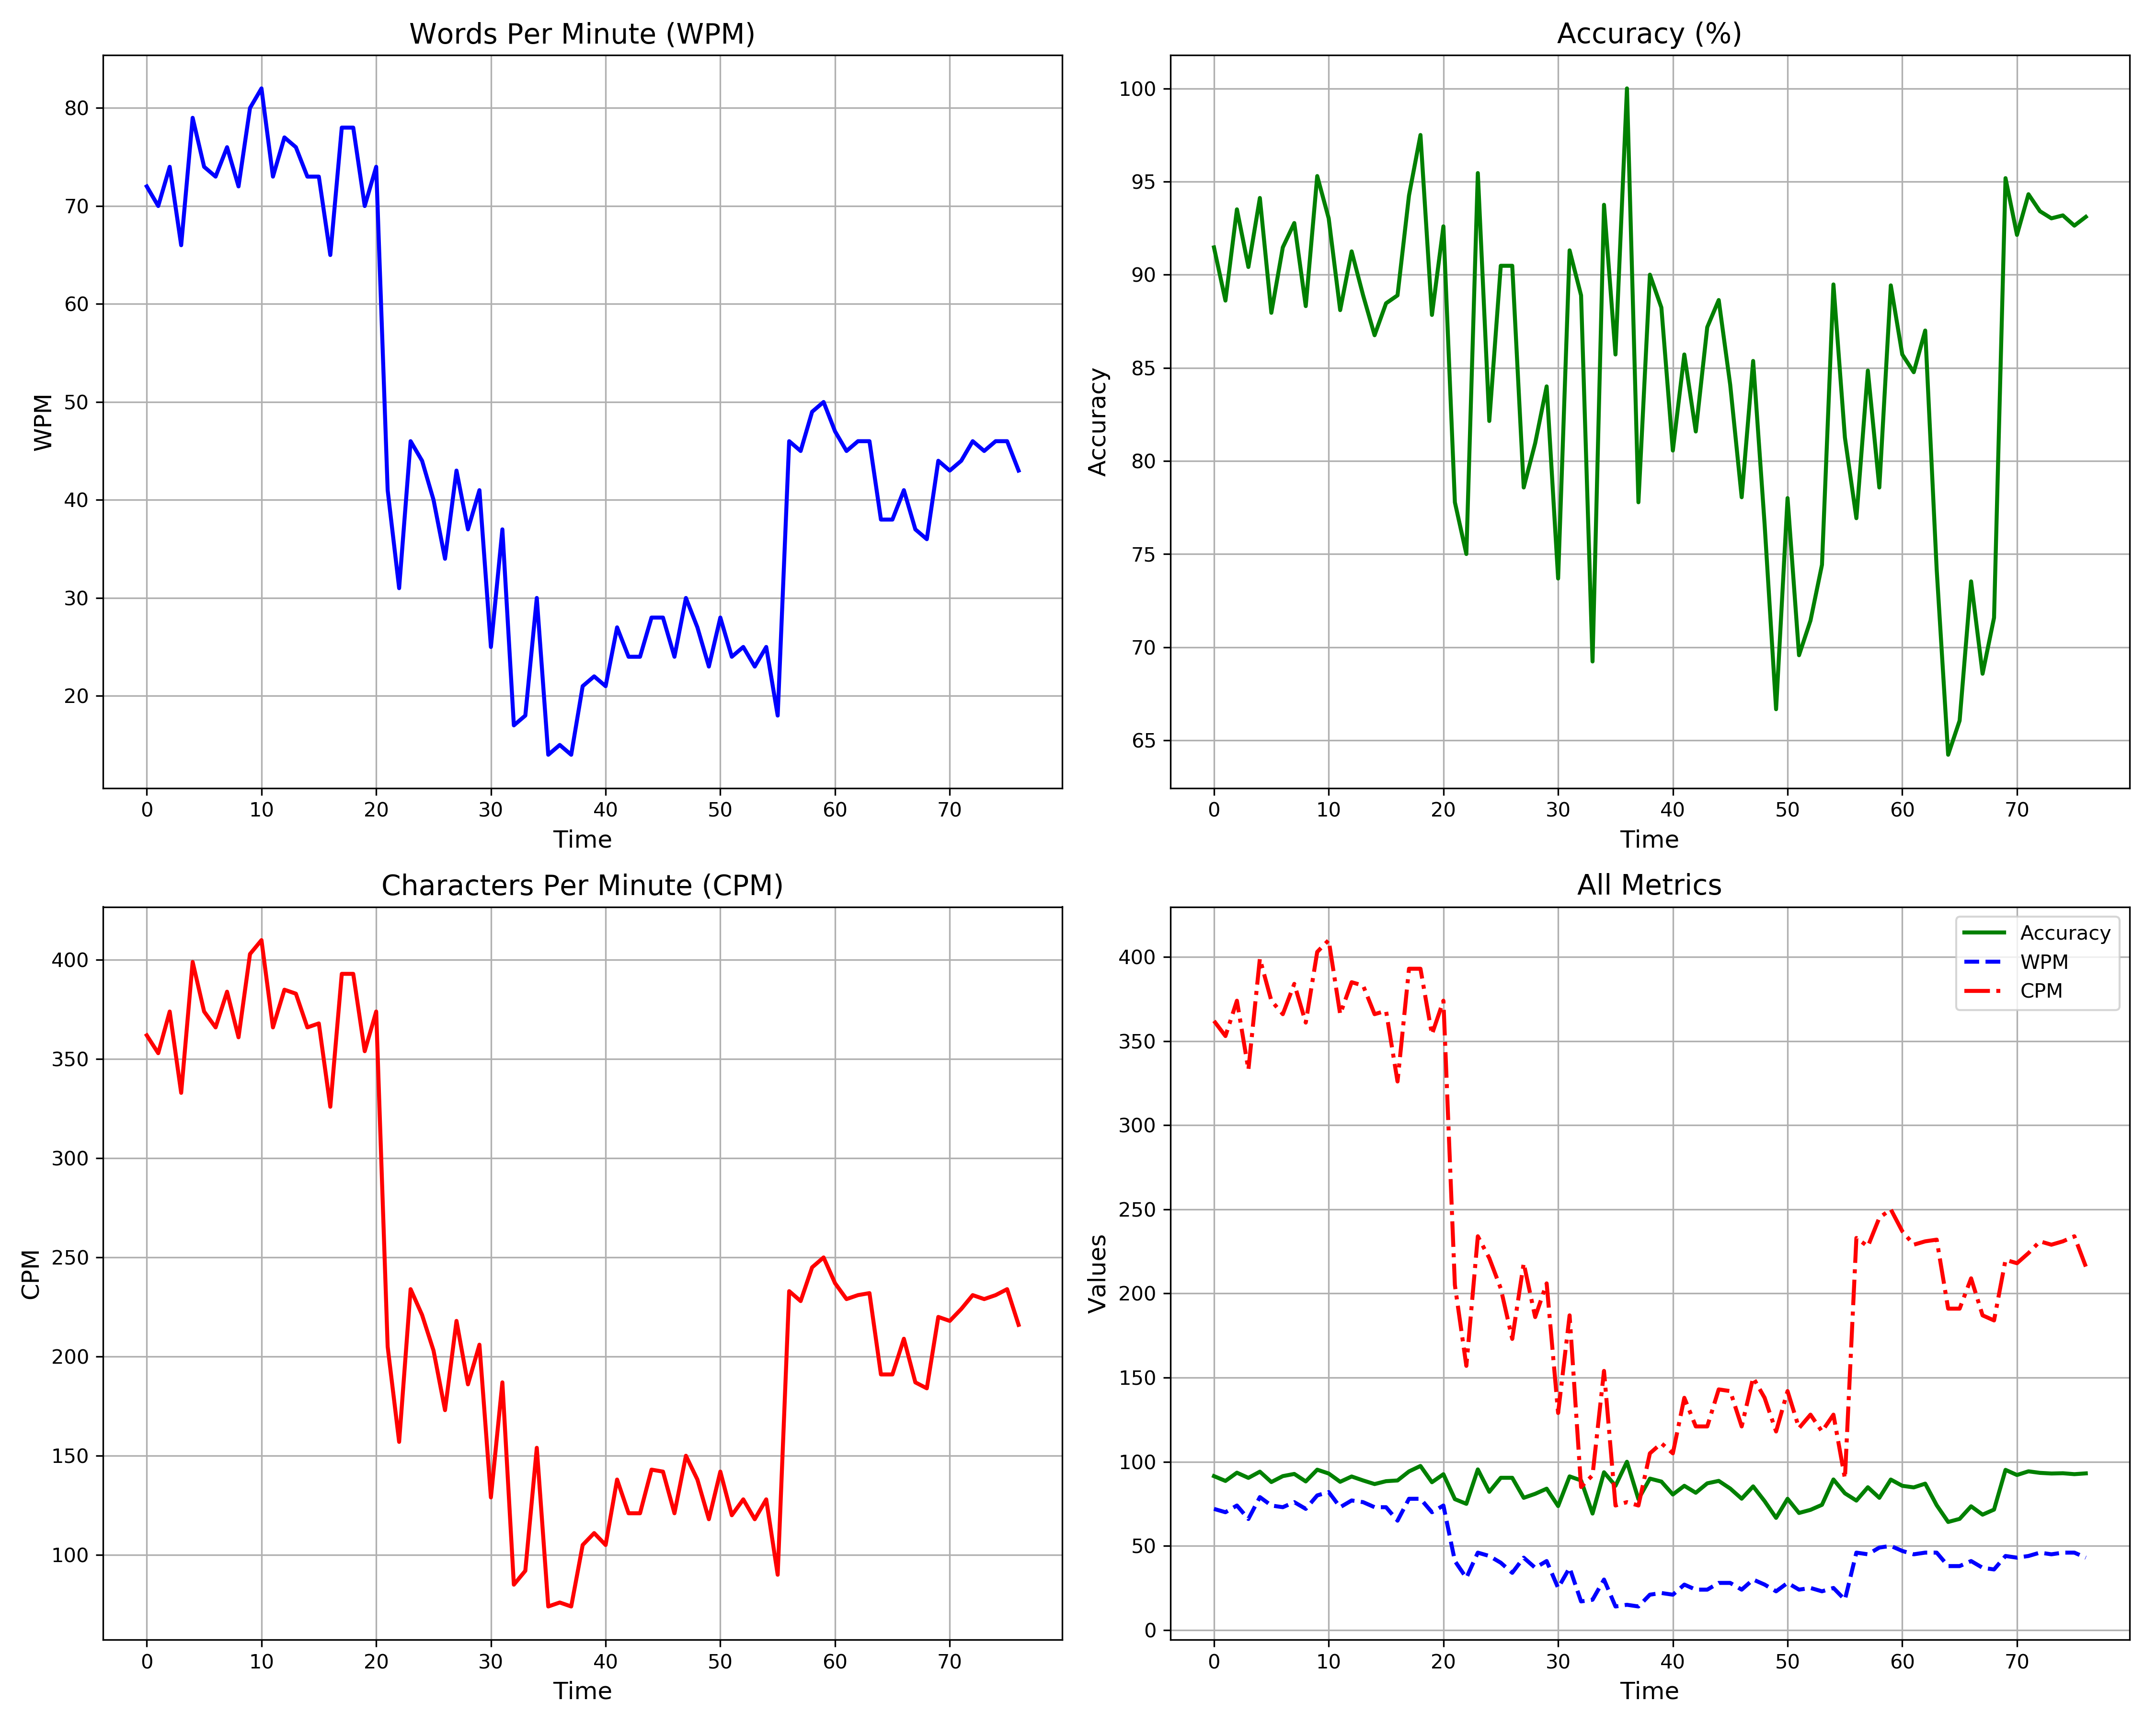 Words Per Minute (WPM)
80
70
60
50
40
30
20
WPM
0 10 20 30 40 50 60 70
Time
Accuracy (%)
100
95
90
85
80
75
70
65
Accuracy
0 10 20 30 40 50 60 70
Time
Characters Per Minute (CPM)
400
350
300
250
200
150
100
CPM
0 10 20 30 40 50 60 70
Time
All Metrics
Accuracy
WPM
CPM
400
350
300
250
200
150
100
50
0
Values
0 10 20 30 40 50 60 70
Time